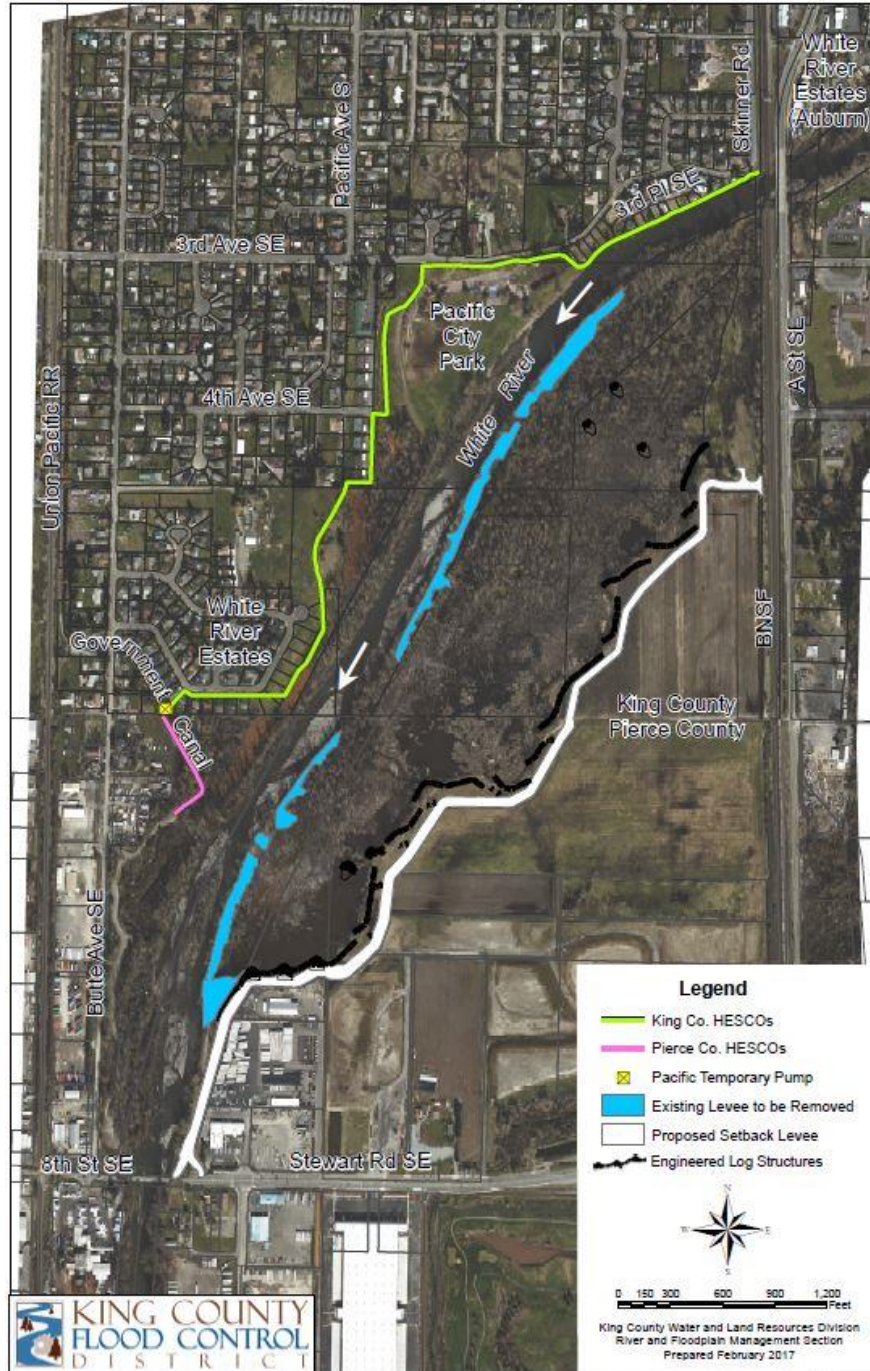 White
River
Estates
(Auburn)
Skinner Rd
Pacific Ave S
3rd Pl SE
3rd Ave SE
Pacific
City
Park
White River
A St SE
4th Ave SE
Union Pacific RR
White
River
Estates
Government Canal
BNSF
King County
Pierce County
Butte Ave SE
8th St SE
Stewart Rd SE
Legend
King Co. HESCOs
Pierce Co. HESCOs
Pacific Temporary Pump
Existing Levee to be Removed
Proposed Setback Levee
Engineered Log Structures
N
W E
S
0 150 300 600 900 1,200
Feet
King County Water and Land Resources Division
River and Floodplain Management Section
Prepared February 2017
KING COUNTY
FLOOD CONTROL
DISTRICT